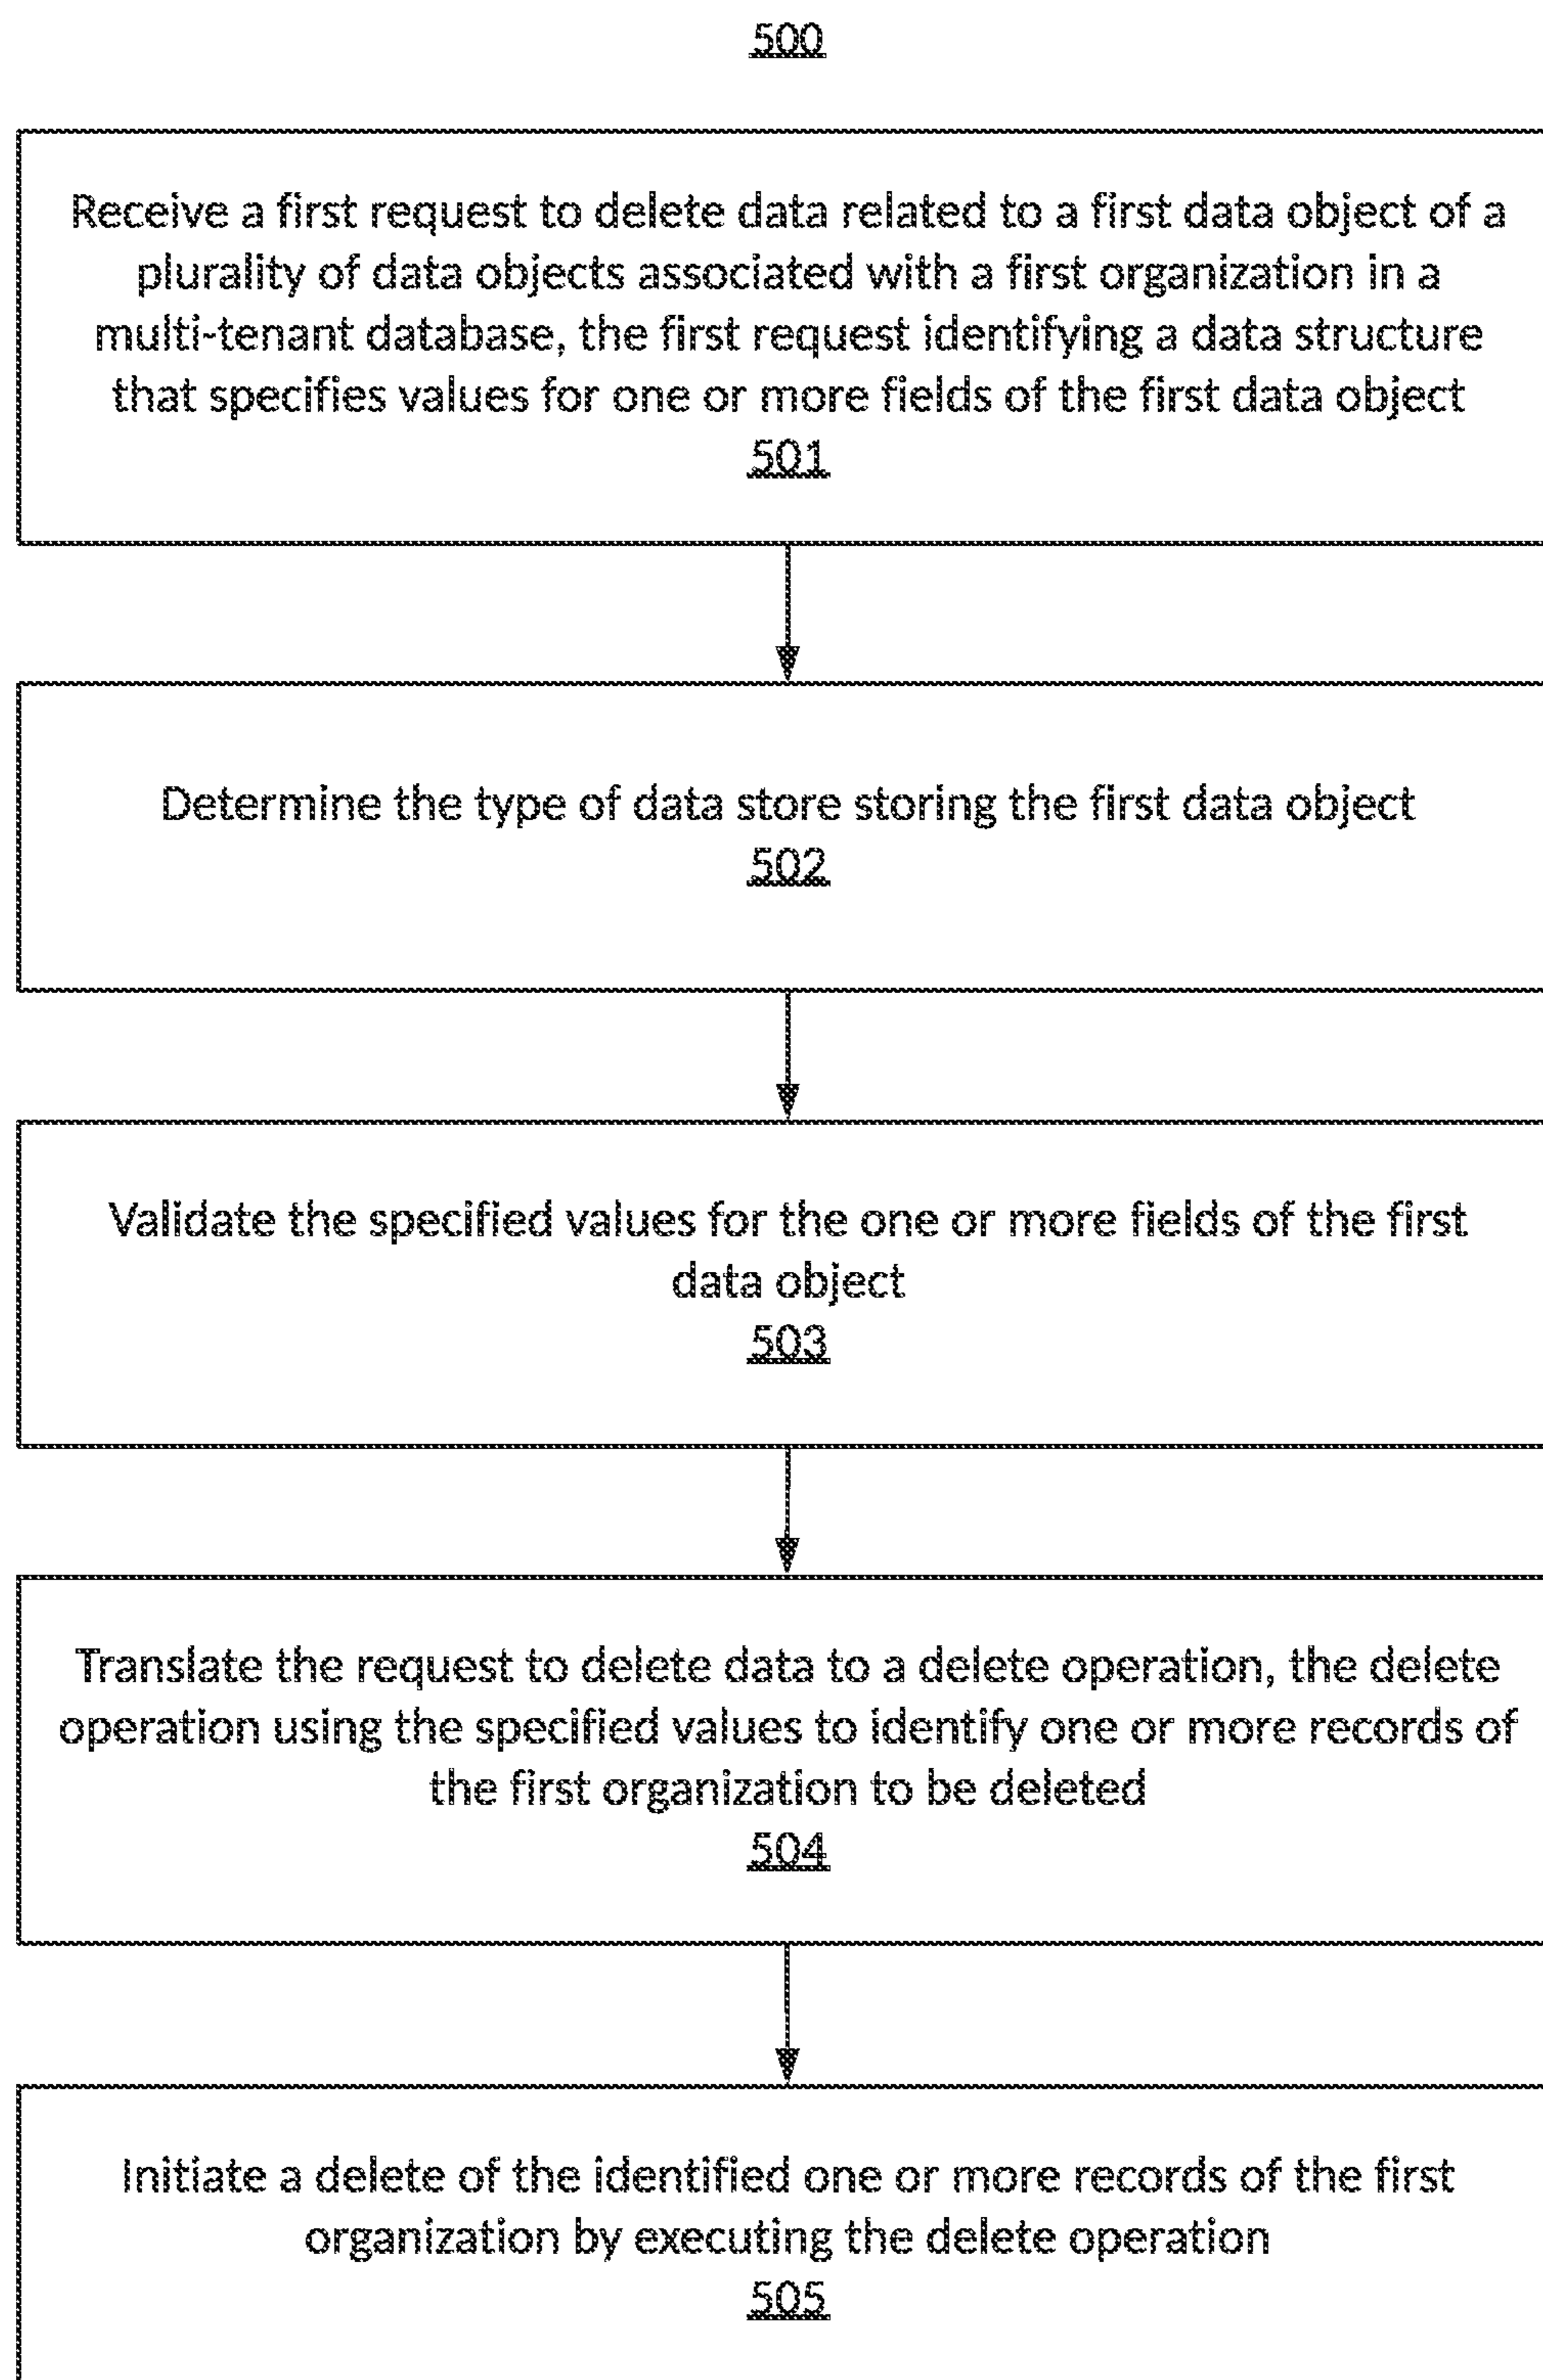 500
Receive a first request to delete data related to a first data object of a
plurality of data objects associated with a first organization in a
multi-tenant database, the first request identifying a data structure
that specifies values for one or more fields of the first data object
501
Determine the type of data store storing the first data object
502
Validate the specified values for the one or more fields of the first
data object
503
Translate the request to delete data to a delete operation, the delete
operation using the specified values to identify one or more records of
the first organization to be deleted
504
Initiate a delete of the identified one or more records of the first
organization by executing the delete operation
505